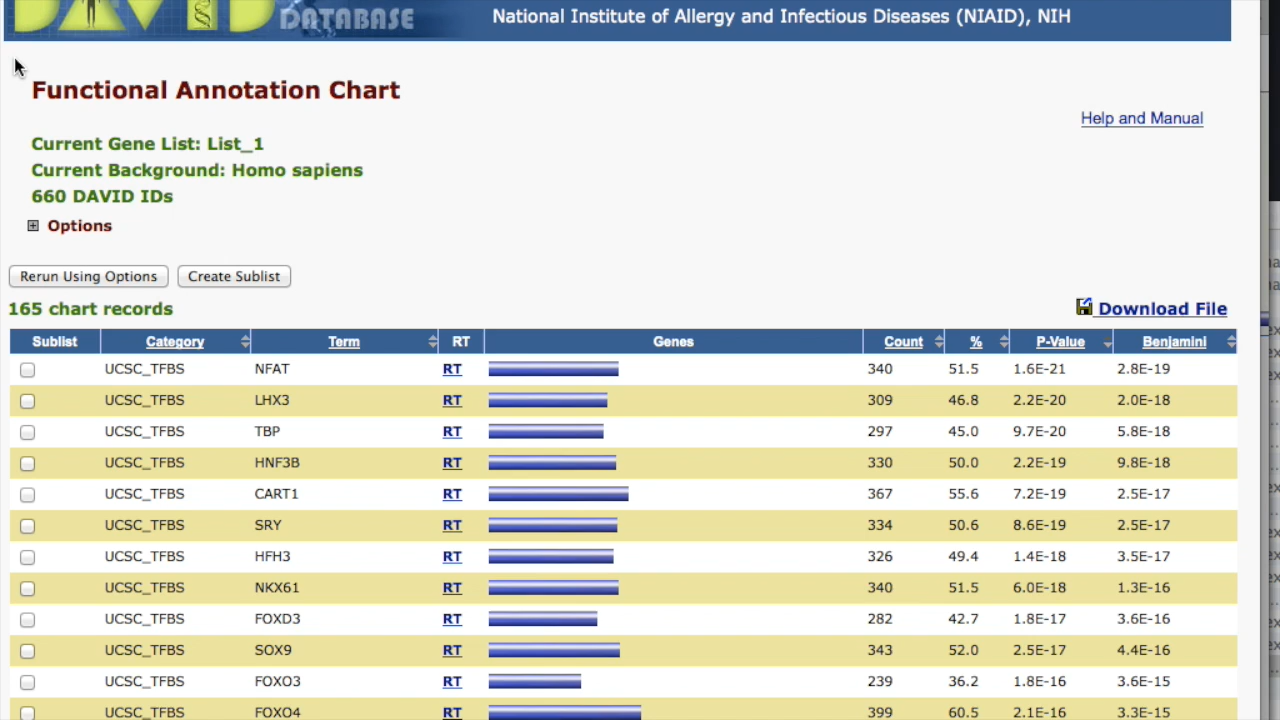 DAVID DATABASE National Institute of Allergy and Infectious Diseases (NIAID), NIH
Functional Annotation Chart
Help and Manual
Current Gene List: List_1
Current Background: Homo sapiens
660 DAVID IDs
Options
Rerun Using Options Create Sublist
165 chart records Download File
Sublist Category Term RT Genes Count % P-Value Benjamini
UCSC_TFBS NFAT RT 340 51.5 1.6E-21 2.8E-19
UCSC_TFBS LHX3 RT 309 46.8 2.2E-20 2.0E-18
UCSC_TFBS TBP RT 297 45.0 9.7E-20 5.8E-18
UCSC_TFBS HNF3B RT 330 50.0 2.2E-19 9.8E-18
UCSC_TFBS CART1 RT 367 55.6 7.2E-19 2.5E-17
UCSC_TFBS SRY RT 334 50.6 8.6E-19 2.5E-17
UCSC_TFBS HFH3 RT 326 49.4 1.4E-18 3.5E-17
UCSC_TFBS NKX61 RT 340 51.5 6.0E-18 1.3E-16
UCSC_TFBS FOXD3 RT 282 42.7 1.8E-17 3.6E-16
UCSC_TFBS SOX9 RT 343 52.0 2.5E-17 4.4E-16
UCSC_TFBS FOXO3 RT 239 36.2 1.8E-16 3.6E-15
UCSC_TFBS FOXO4 RT 399 60.5 2.1E-16 3.3E-15